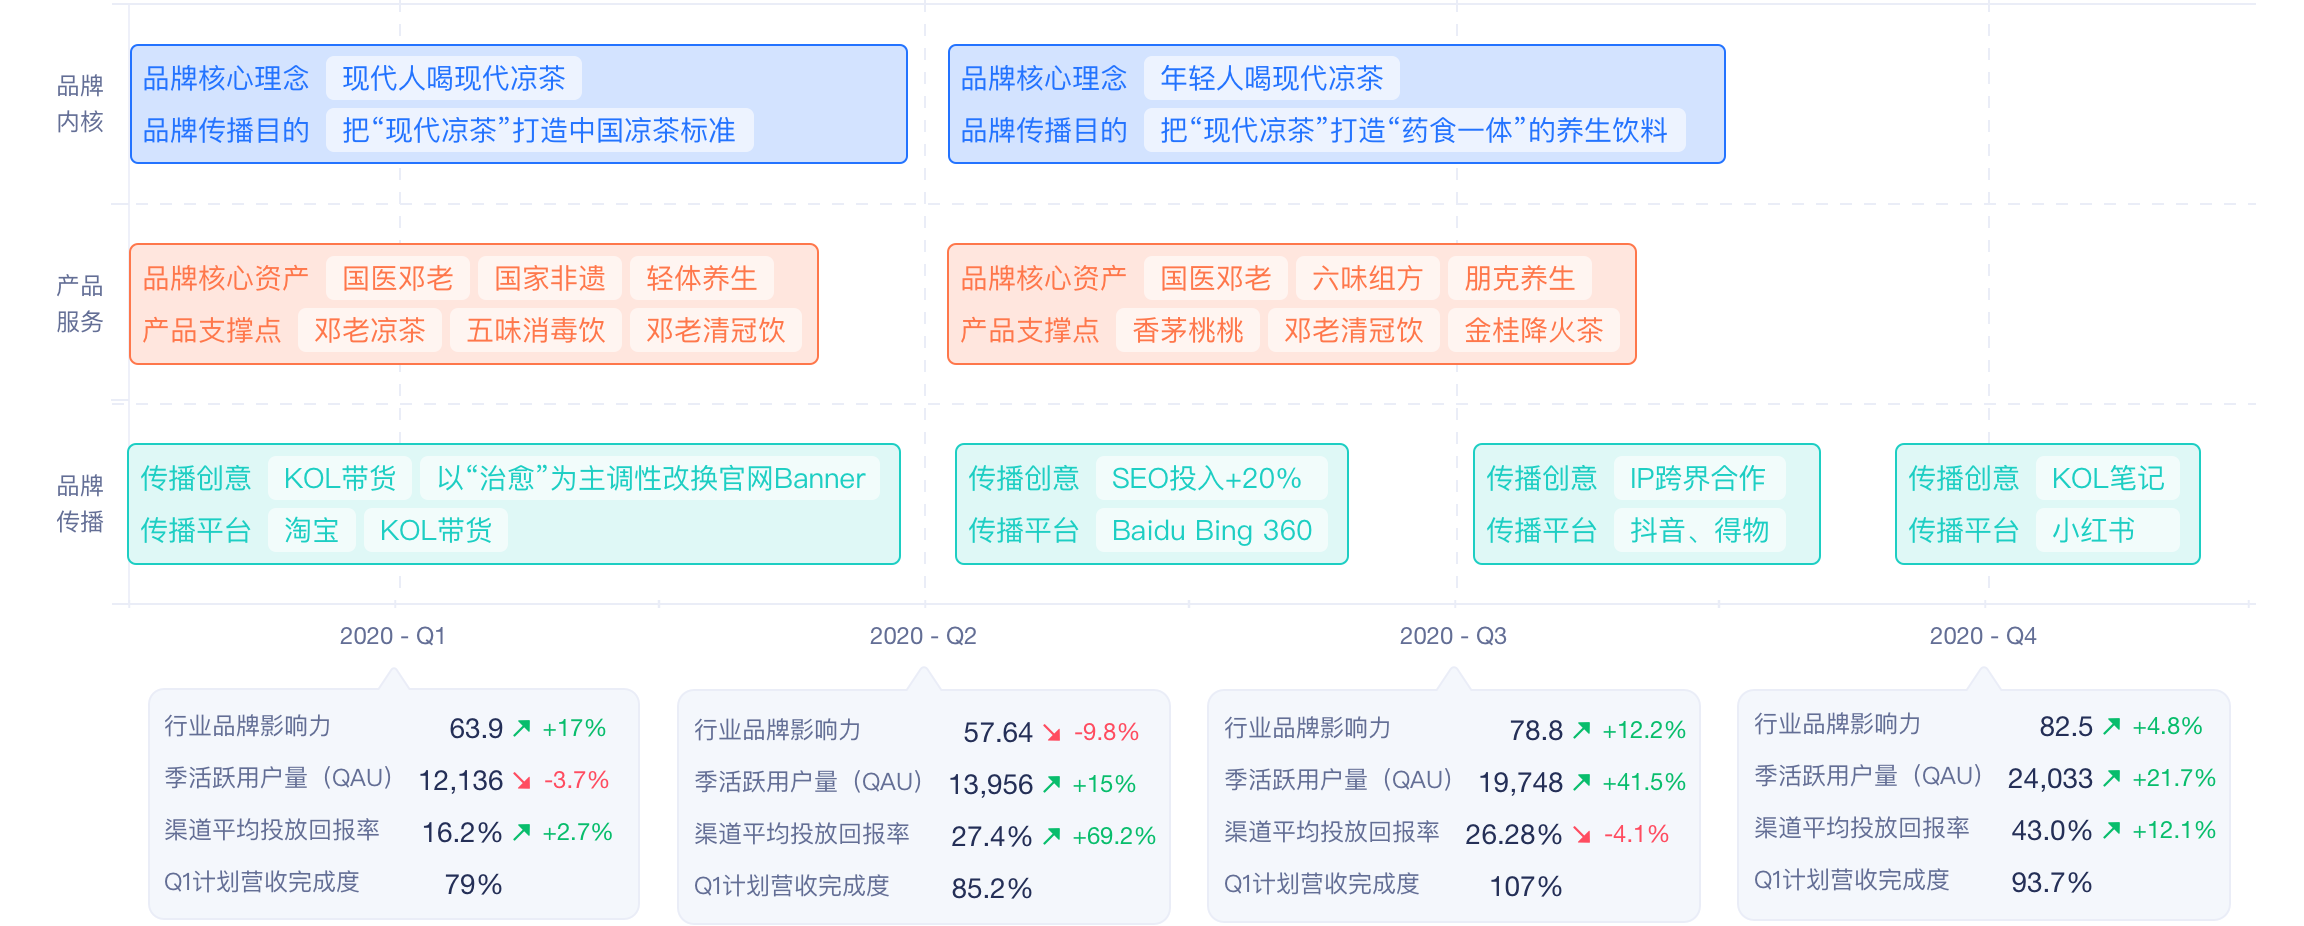 品牌
内核
品牌核心理念 现代人喝现代凉茶
品牌传播目的 把“现代凉茶”打造中国凉茶标准
品牌核心理念 年轻人喝现代凉茶
品牌传播目的 把“现代凉茶”打造“药食一体”的养生饮料
产品
服务
品牌核心资产 国医邓老 国家非遗 轻体养生
产品支撑点 邓老凉茶 五味消毒饮 邓老清冠饮
品牌核心资产 国医邓老 六味组方 朋克养生
产品支撑点 香茅桃桃 邓老清冠饮 金桂降火茶
品牌
传播
传播创意 KOL带货 以“治愈”为主调性改换官网Banner
传播平台 淘宝 KOL带货
传播创意 SEO投入+20%
传播平台 Baidu Bing 360
传播创意 IP跨界合作
传播平台 抖音、得物
传播创意 KOL笔记
传播平台 小红书
2020 - Q1
2020 - Q2
2020 - Q3
2020 - Q4
行业品牌影响力 63.9 +17%
季活跃用户量（QAU） 12,136 -3.7%
渠道平均投放回报率 16.2% +2.7%
Q1计划营收完成度 79%
行业品牌影响力 57.64 -9.8%
季活跃用户量（QAU） 13,956 +15%
渠道平均投放回报率 27.4% +69.2%
Q1计划营收完成度 85.2%
行业品牌影响力 78.8 +12.2%
季活跃用户量（QAU） 19,748 +41.5%
渠道平均投放回报率 26.28% -4.1%
Q1计划营收完成度 107%
行业品牌影响力 82.5 +4.8%
季活跃用户量（QAU） 24,033 +21.7%
渠道平均投放回报率 43.0% +12.1%
Q1计划营收完成度 93.7%